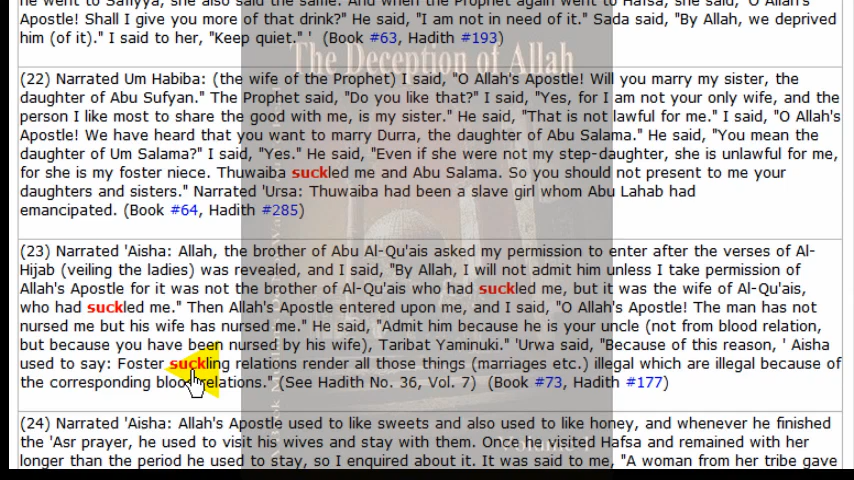 he went to Safiyya, she also said the same. And when the Prophet again went to Hafsa, she said, "O Allah's
Apostle! Shall I give you more of that drink?" He said, "I am not in need of it." Sada said, "By Allah, we deprived
him (of it)." I said to her, "Keep quiet." ' (Book #63, Hadith #193)
The Deception of Allah
(22) Narrated Um Habiba: (the wife of the Prophet) I said, "O Allah's Apostle! Will you marry my sister, the
daughter of Abu Sufyan." The Prophet said, "Do you like that?" I said, "Yes, for I am not your only wife, and the
person I like most to share the good with me, is my sister." He said, "That is not lawful for me." I said, "O Allah's
Apostle! We have heard that you want to marry Durra, the daughter of Abu Salama." He said, "You mean the
daughter of Um Salama?" I said, "Yes." He said, "Even if she were not my step-daughter, she is unlawful for me,
for she is my foster niece. Thuwaiba suckled me and Abu Salama. So you should not present to me your
daughters and sisters." Narrated 'Ursa: Thuwaiba had been a slave girl whom Abu Lahab had
emancipated. (Book #64, Hadith #285)
(23) Narrated 'Aisha: Allah, the brother of Abu Al-Qu'ais asked my permission to enter after the verses of Al-
Hijab (veiling the ladies) was revealed, and I said, "By Allah, I will not admit him unless I take permission of
Allah's Apostle for it was not the brother of Al-Qu'ais who had suckled me, but it was the wife of Al-Qu'ais,
who had suckled me." Then Allah's Apostle entered upon me, and I said, "O Allah's Apostle! The man has not
nursed me but his wife has nursed me." He said, "Admit him because he is your uncle (not from blood relation,
but because you have been nursed by his wife), Taribat Yaminuki." 'Urwa said, "Because of this reason, ' Aisha
used to say: Foster suckling relations render all those things (marriages etc.) illegal which are illegal because of
the corresponding blood relations." (See Hadith No. 36, Vol. 7) (Book #73, Hadith #177)
(24) Narrated 'Aisha: Allah's Apostle used to like sweets and also used to like honey, and whenever he finished
the 'Asr prayer, he used to visit his wives and stay with them. Once he visited Hafsa and remained with her
longer than the period he used to stay, so I enquired about it. It was said to me, "A woman from her tribe gave
Volume I